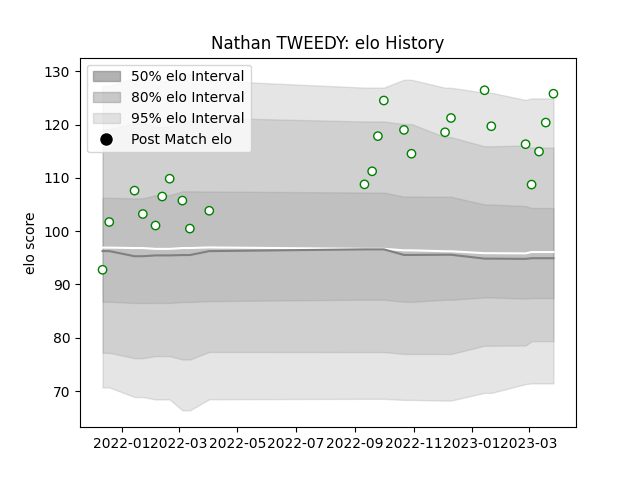 Nathan TWEEDY: elo History
130
120
110
100
90
80
70
elo score
50% elo Interval
80% elo Interval
95% elo Interval
Post Match elo
2022-01 2022-03 2022-05 2022-07 2022-09 2022-11 2023-01 2023-03